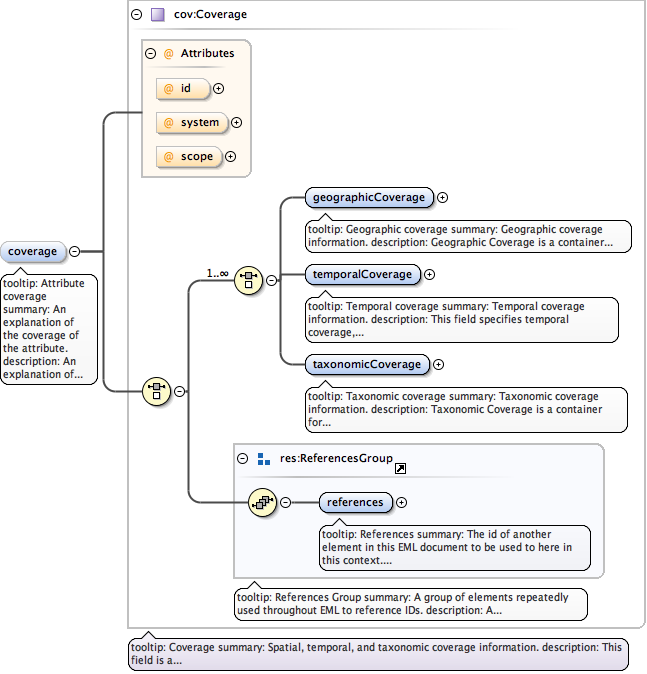 cov:Coverage
@ Attributes
@ id
@ system
@ scope
coverage
tooltip: Attribute
coverage
summary: An
explanation of
the coverage of
the attribute.
description: An
explanation of...
1..∞
geographicCoverage
tooltip: Geographic coverage summary: Geographic coverage
information. description: Geographic Coverage is a container...
temporalCoverage
tooltip: Temporal coverage summary: Temporal coverage
information. description: This field specifies temporal
coverage,...
taxonomicCoverage
tooltip: Taxonomic coverage summary: Taxonomic coverage
information. description: Taxonomic Coverage is a container
for...
res:ReferencesGroup
references
tooltip: References summary: The id of another
element in this EML document to be used to here in
this context....
tooltip: References Group summary: A group of elements repeatedly
used throughout EML to reference IDs. description: A...
tooltip: Coverage summary: Spatial, temporal, and taxonomic coverage information. description: This
field is a...